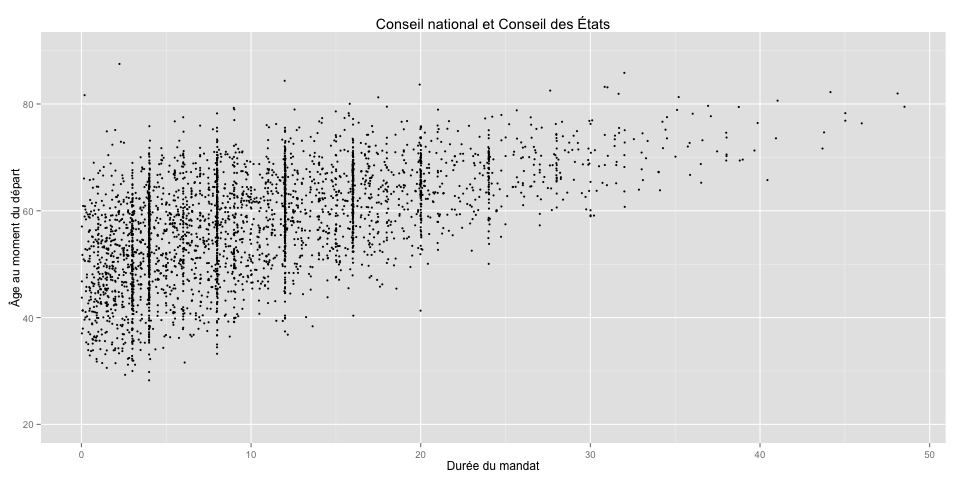 Conseil national et Conseil des États
Âge au moment du départ
80
60
40
20
0 10 20 30 40 50
Durée du mandat